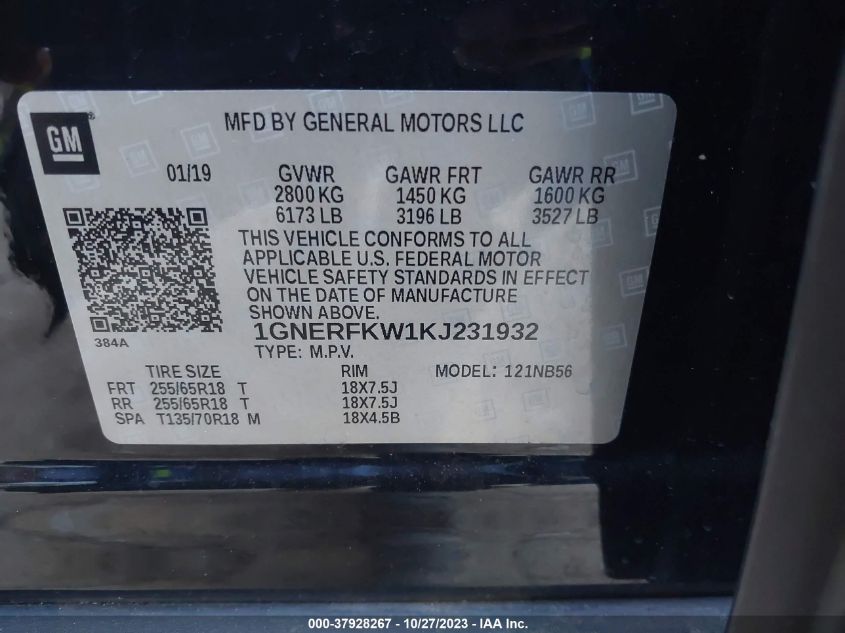 GM
MFD BY GENERAL MOTORS LLC
01/19 GVWR GAWR FRT GAWR RR
2800 KG 1450 KG 1600 KG
6173 LB 3196 LB 3527 LB
THIS VEHICLE CONFORMS TO ALL
APPLICABLE U.S. FEDERAL MOTOR
VEHICLE SAFETY STANDARDS IN EFFECT
ON THE DATE OF MANUFACTURE
SHOWN ABOVE.
384A
1GNERFKW1KJ231932
TYPE: M.P.V.
TIRE SIZE RIM MODEL: 121NB56
FRT 255/65R18 T 18X7.5J
RR 255/65R18 T 18X7.5J
SPA T135/70R18 M 18X4.5B
000-37928267 - 10/27/2023 - IAA Inc.